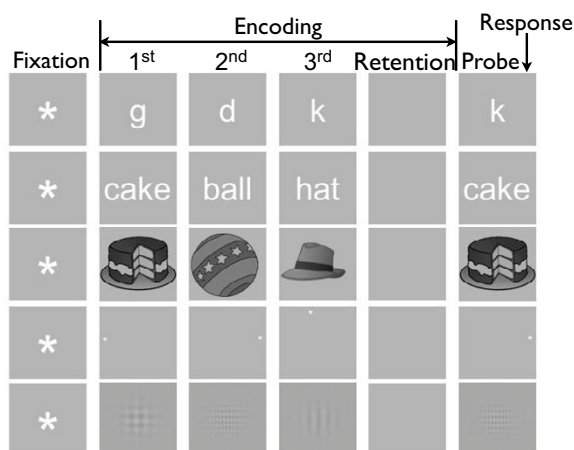 Encoding
Response
Fixation 1st 2nd 3rd Retention Probe
* g d k k
* cake ball hat cake
*
*
*